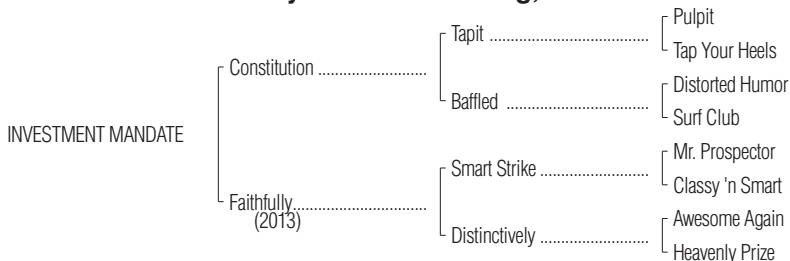 Pulpit
Tapit ................................
Tap Your Heels
Constitution ..........................
Distorted Humor
Baffled ................................
Surf Club
INVESTMENT MANDATE
Mr. Prospector
Smart Strike ..........................
Classy 'n Smart
Faithfully................................
(2013)
Awesome Again
Distinctively ..........................
Heavenly Prize